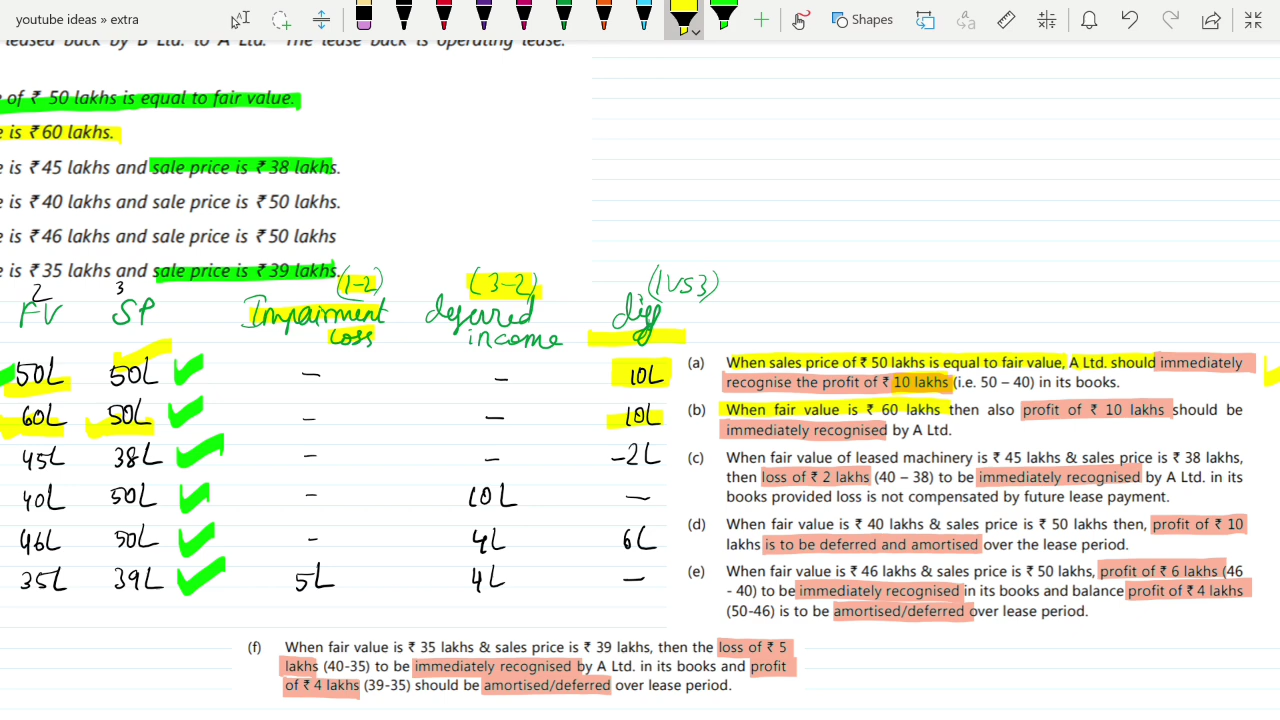 youtube ideas » extra
Shapes
leased back by B Ltd. to A Ltd. The lease back is operating lease.
of ₹ 50 lakhs is equal to fair value.
e is ₹ 60 lakhs.
e is ₹ 45 lakhs and sale price is ₹ 38 lakhs.
e is ₹ 40 lakhs and sale price is ₹ 50 lakhs.
e is ₹ 46 lakhs and sale price is ₹ 50 lakhs
e is ₹ 35 lakhs and sale price is ₹ 39 lakhs.
2 3 (1-2) (3-2) (1VS3)
FV SP Impairment loss deferred income diff
50L 50L - - 10L
60L 50L - - 10L
45L 38L - - -2L
40L 50L - 10L -
46L 50L - 4L 6L
35L 39L 5L 4L -
(a) When sales price of ₹ 50 lakhs is equal to fair value, A Ltd. should immediately
recognise the profit of ₹ 10 lakhs (i.e. 50 – 40) in its books.
(b) When fair value is ₹ 60 lakhs then also profit of ₹ 10 lakhs should be
immediately recognised by A Ltd.
(c) When fair value of leased machinery is ₹ 45 lakhs & sales price is ₹ 38 lakhs,
then loss of ₹ 2 lakhs (40 – 38) to be immediately recognised by A Ltd. in its
books provided loss is not compensated by future lease payment.
(d) When fair value is ₹ 40 lakhs & sales price is ₹ 50 lakhs then, profit of ₹ 10
lakhs is to be deferred and amortised over the lease period.
(e) When fair value is ₹ 46 lakhs & sales price is ₹ 50 lakhs, profit of ₹ 6 lakhs (46
- 40) to be immediately recognised in its books and balance profit of ₹ 4 lakhs
(50-46) is to be amortised/deferred over lease period.
(f) When fair value is ₹ 35 lakhs & sales price is ₹ 39 lakhs, then the loss of ₹ 5
lakhs (40-35) to be immediately recognised by A Ltd. in its books and profit
of ₹ 4 lakhs (39-35) should be amortised/deferred over lease period.